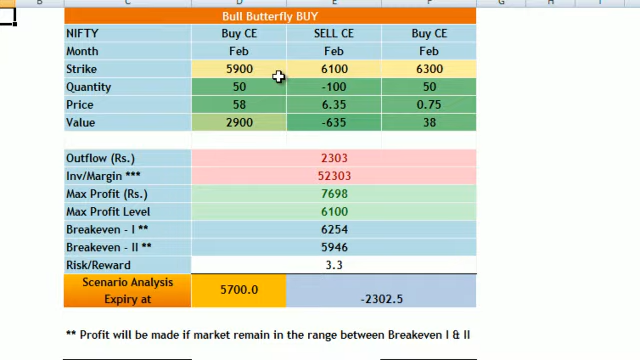 B C D E F G H I
Bull Butterfly BUY
NIFTY Buy CE SELL CE Buy CE
Month Feb Feb Feb
Strike 5900 6100 6300
Quantity 50 -100 50
Price 58 6.35 0.75
Value 2900 -635 38
Outflow (Rs.) 2303
Inv/Margin *** 52303
Max Profit (Rs.) 7698
Max Profit Level 6100
Breakeven - I ** 6254
Breakeven - II ** 5946
Risk/Reward 3.3
Scenario Analysis
Expiry at 5700.0 -2302.5
** Profit will be made if market remain in the range between Breakeven I & II